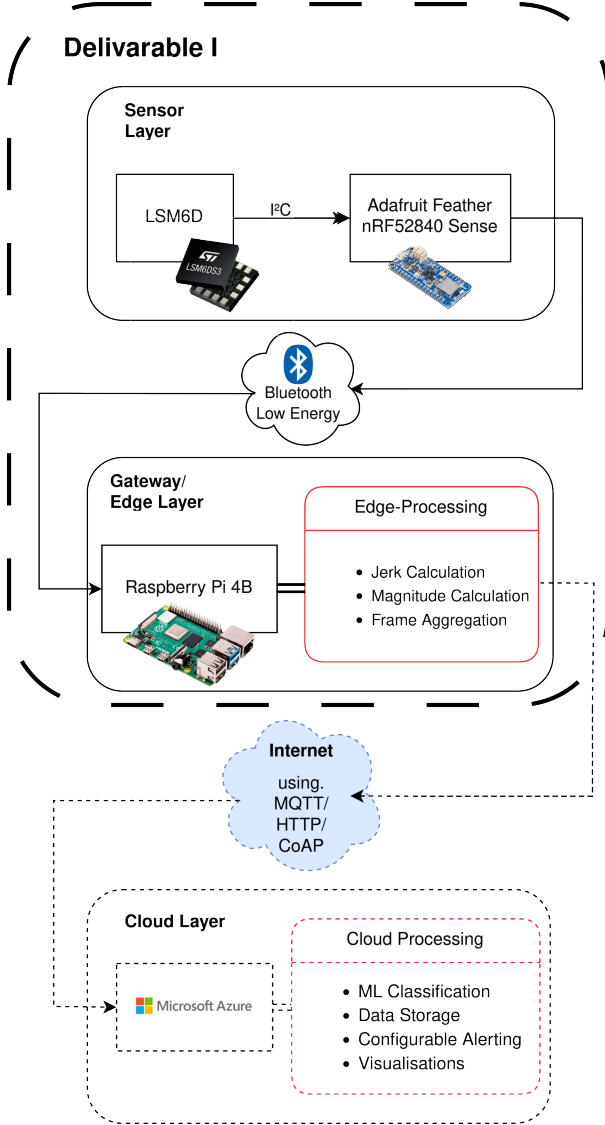 Delivarable I
Sensor
Layer
LSM6D
I²C
Adafruit Feather
nRF52840 Sense
LSM6DS3
Bluetooth
Low Energy
Gateway/
Edge Layer
Raspberry Pi 4B
Edge-Processing
• Jerk Calculation
• Magnitude Calculation
• Frame Aggregation
Internet
using.
MQTT/
HTTP/
CoAP
Cloud Layer
Microsoft Azure
Cloud Processing
• ML Classification
• Data Storage
• Configurable Alerting
• Visualisations